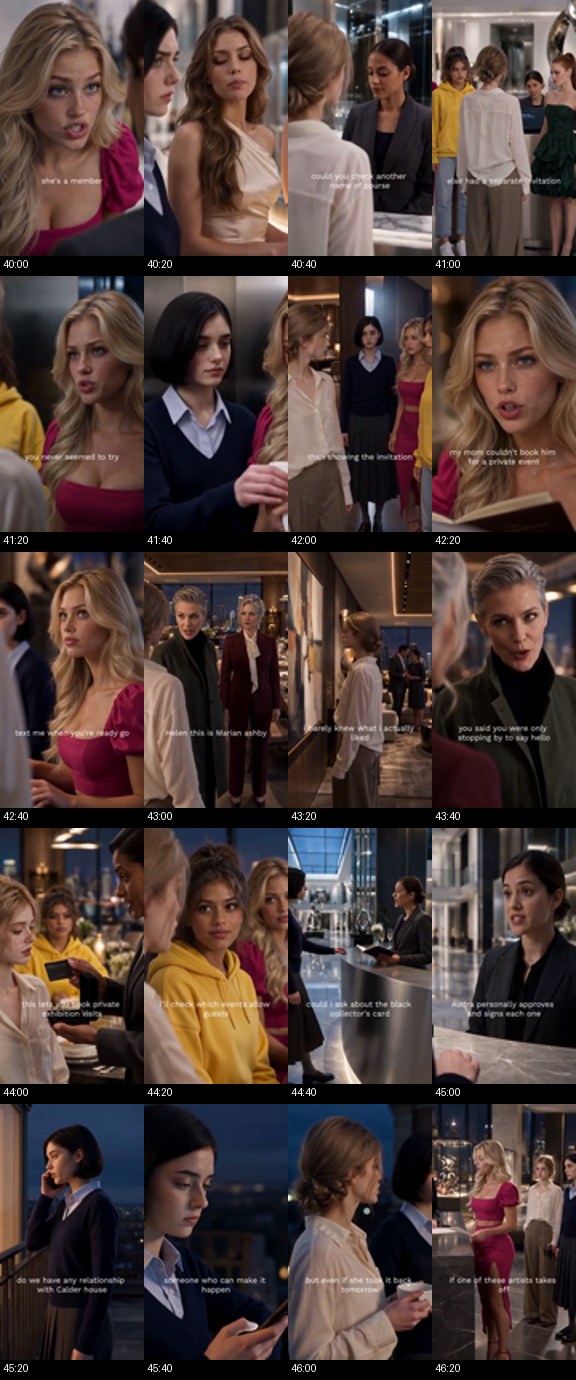 she's a member
could you check another
name of course
else had a separate invitation
40:00
40:20
40:40
41:00
you never seemed to try
than showing the invitation
my mom couldn't book him
for a private event
41:20
41:40
42:00
42:20
text me when you're ready go
Helen this is Marian ashby
I barely knew what I actually
liked
you said you were only
stopping by to say hello
42:40
43:00
43:20
43:40
this lets you book private
exhibition visits
I'll check which events allow
guests
could i ask about the black
collector's card
personally approves
and signs each one
44:00
44:20
44:40
45:00
do we have any relationship
with Calder house
someone who can make it
happen
but even if she took it back
tomorrow
if one of these artists takes
off
45:20
45:40
46:00
46:20